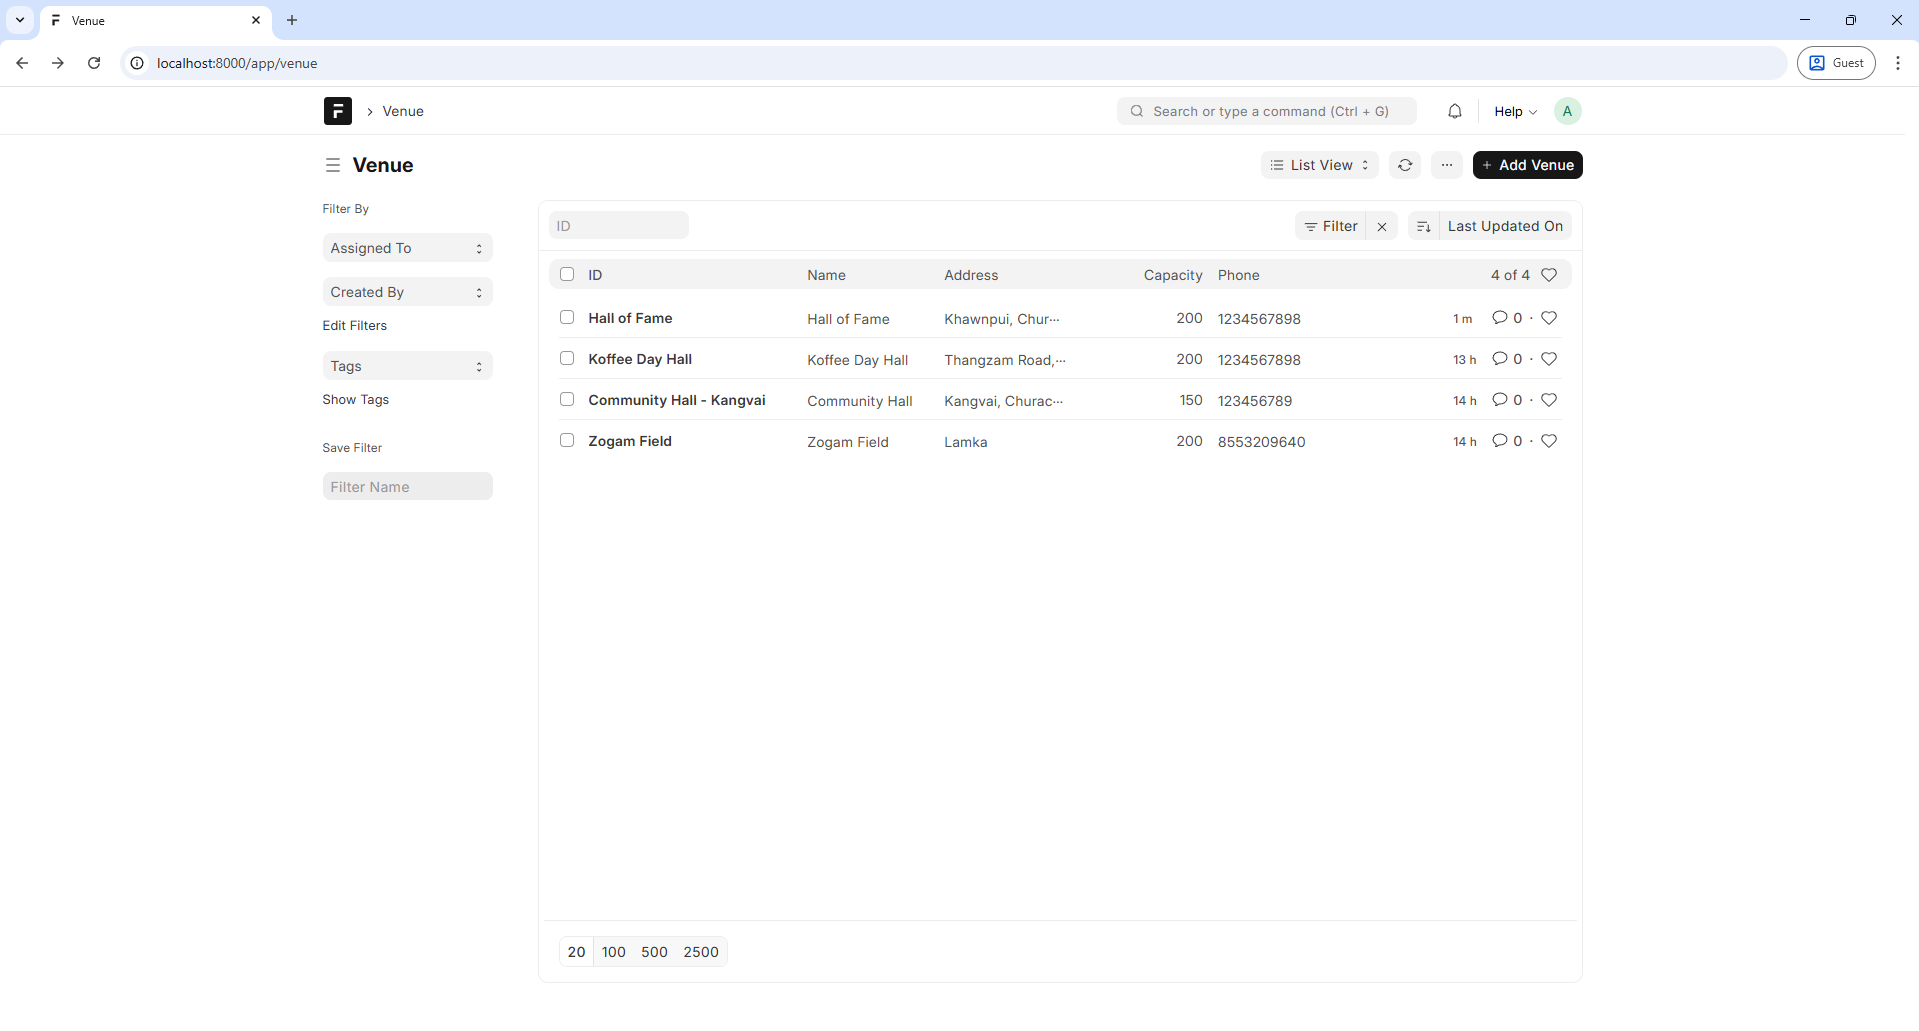 Venue
localhost:8000/app/venue
Guest
Venue
Search or type a command (Ctrl + G)
Help
A
Venue
List View
Add Venue
Filter By
Assigned To
Created By
Edit Filters
Tags
Show Tags
Save Filter
Filter Name
ID
Filter
Last Updated On
ID Name Address Capacity Phone 4 of 4
Hall of Fame Hall of Fame Khawnpui, Chur... 200 1234567898 1 m 0
Koffee Day Hall Koffee Day Hall Thangzam Road,... 200 1234567898 13 h 0
Community Hall - Kangvai Community Hall Kangvai, Churac... 150 123456789 14 h 0
Zogam Field Zogam Field Lamka 200 8553209640 14 h 0
20 100 500 2500